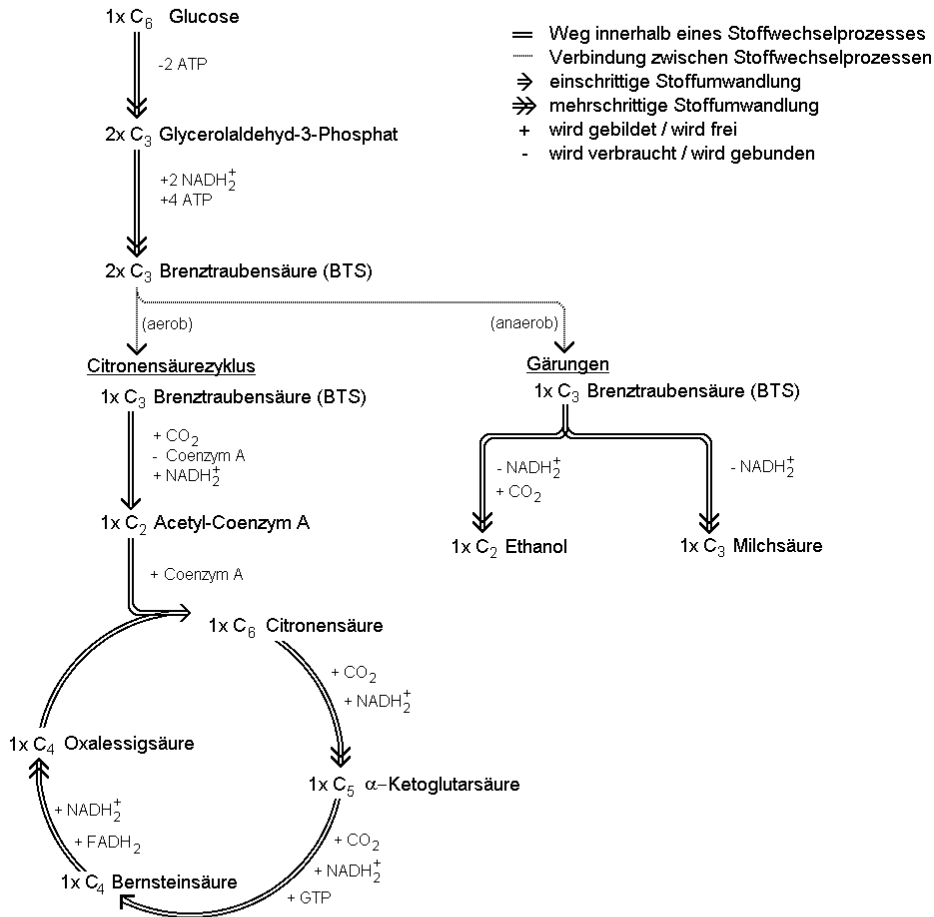 1x C₆ Glucose
-2 ATP
2x C₃ Glycerolaldehyd-3-Phosphat
+2 NADH₂⁺
+4 ATP
2x C₃ Brenztraubensäure (BTS)
= Weg innerhalb eines Stoffwechselprozesses
Verbindung zwischen Stoffwechselprozessen
einschrittige Stoffumwandlung
mehrschrittige Stoffumwandlung
+ wird gebildet / wird frei
- wird verbraucht / wird gebunden
(aerob)
(anaerob)
Citronensäurezyklus
1x C₃ Brenztraubensäure (BTS)
+ CO₂
- Coenzym A
+ NADH₂⁺
1x C₂ Acetyl-Coenzym A
+ Coenzym A
1x C₆ Citronensäure
+ CO₂
+ NADH₂⁺
1x C₅ α–Ketoglutarsäure
+ CO₂
+ NADH₂⁺
+ GTP
1x C₄ Bernsteinsäure
+ FADH₂
+ NADH₂⁺
1x C₄ Oxalessigsäure
Gärungen
1x C₃ Brenztraubensäure (BTS)
- NADH₂⁺
+ CO₂
1x C₂ Ethanol
- NADH₂⁺
1x C₃ Milchsäure